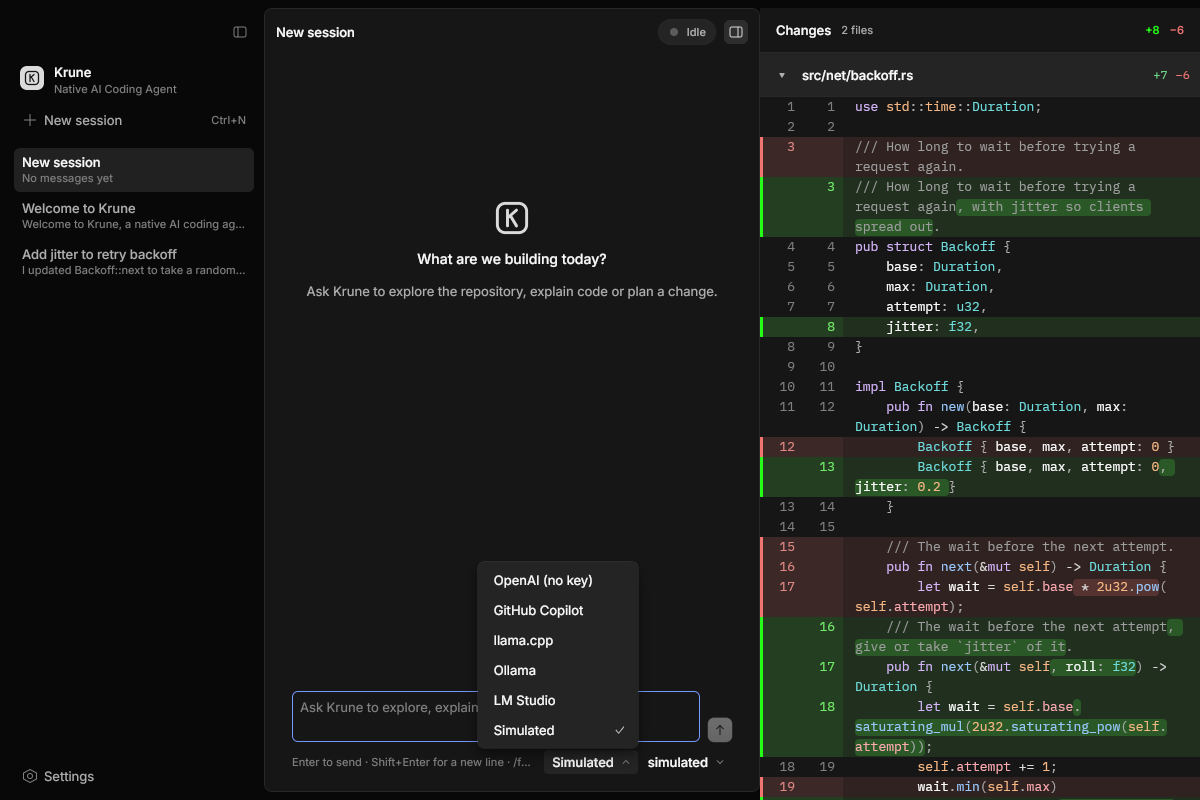 Krune
Native AI Coding Agent
New session
Ctrl+N
New session
No messages yet
Welcome to Krune
Welcome to Krune, a native AI coding ag...
Add jitter to retry backoff
I updated Backoff::next to take a random...
Settings
New session
Idle
K
What are we building today?
Ask Krune to explore the repository, explain code or plan a change.
OpenAI (no key)
GitHub Copilot
llama.cpp
Ollama
LM Studio
Simulated
Ask Krune to explore, explain
Enter to send · Shift+Enter for a new line · /f...
Simulated
simulated
Changes 2 files
+8 −6
src/net/backoff.rs
+7 −6
1 1 use std::time::Duration;
2 2
3 /// How long to wait before trying a
request again.
3 /// How long to wait before trying a
request again, with jitter so clients
spread out.
4 4 pub struct Backoff {
5 5 base: Duration,
6 6 max: Duration,
7 7 attempt: u32,
8 jitter: f32,
8 9 }
9 10
10 11 impl Backoff {
11 12 pub fn new(base: Duration, max:
Duration) -> Backoff {
12 Backoff { base, max, attempt: 0 }
13 Backoff { base, max, attempt: 0,
jitter: 0.2 }
13 14 }
14 15
15 /// The wait before the next attempt.
16 pub fn next(&mut self) -> Duration {
17 let wait = self.base * 2u32.pow(
self.attempt);
16 /// The wait before the next attempt,
give or take `jitter` of it.
17 pub fn next(&mut self, roll: f32) ->
Duration {
18 let wait = self.base.
saturating_mul(2u32.saturating_pow(self.
attempt));
18 19 self.attempt += 1;
19 wait.min(self.max)